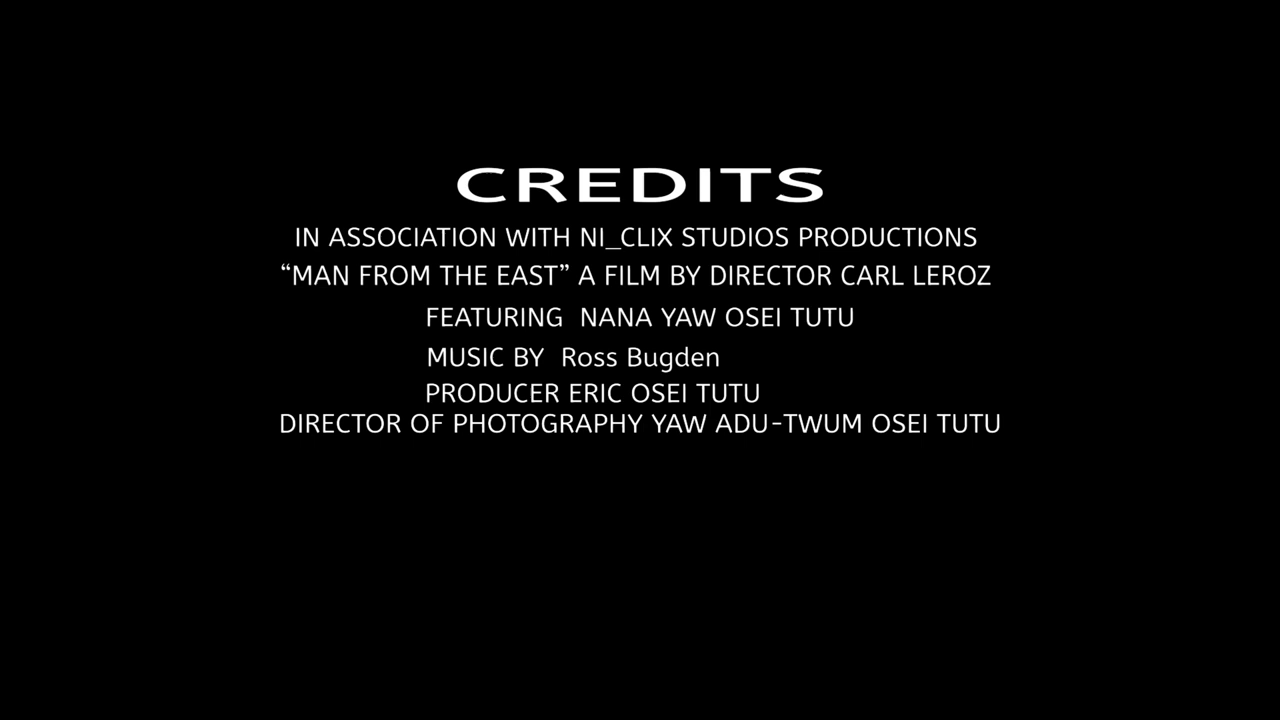 CREDITS
IN ASSOCIATION WITH NI_CLIX STUDIOS PRODUCTIONS
“MAN FROM THE EAST” A FILM BY DIRECTOR CARL LEROZ
FEATURING NANA YAW OSEI TUTU
MUSIC BY Ross Bugden
PRODUCER ERIC OSEI TUTU
DIRECTOR OF PHOTOGRAPHY YAW ADU-TWUM OSEI TUTU